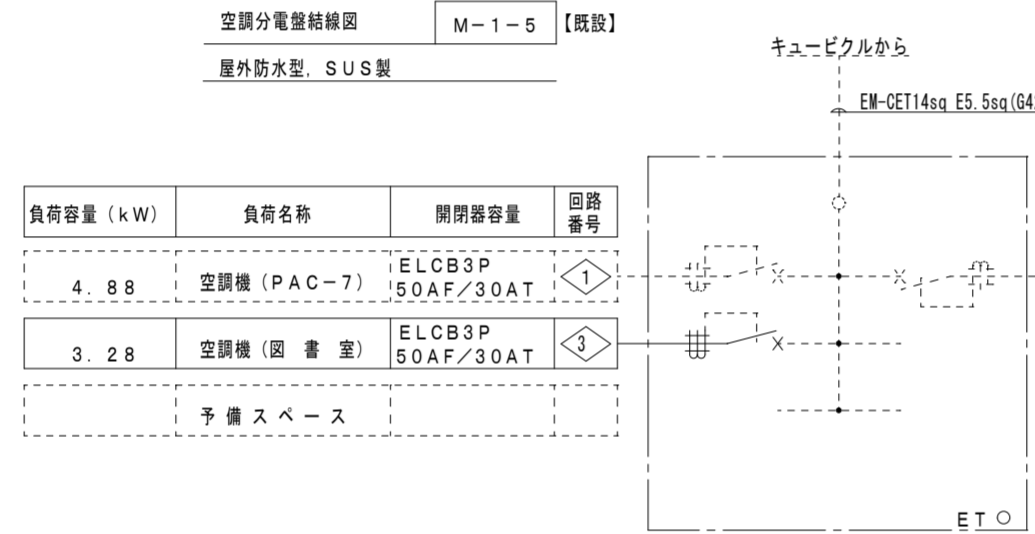 空調分電盤結線図 M－1－5 【既設】
屋外防水型, SUS製
キュービクルから
EM-CET14sq E5.5sq(G4
負荷容量(kW) 負荷名称 開閉器容量 回路番号
4.88 空調機(PAC－7) ELCB3P 50AF/30AT 1
3.28 空調機(図 書 室) ELCB3P 50AF/30AT 3
予備スペース
ET